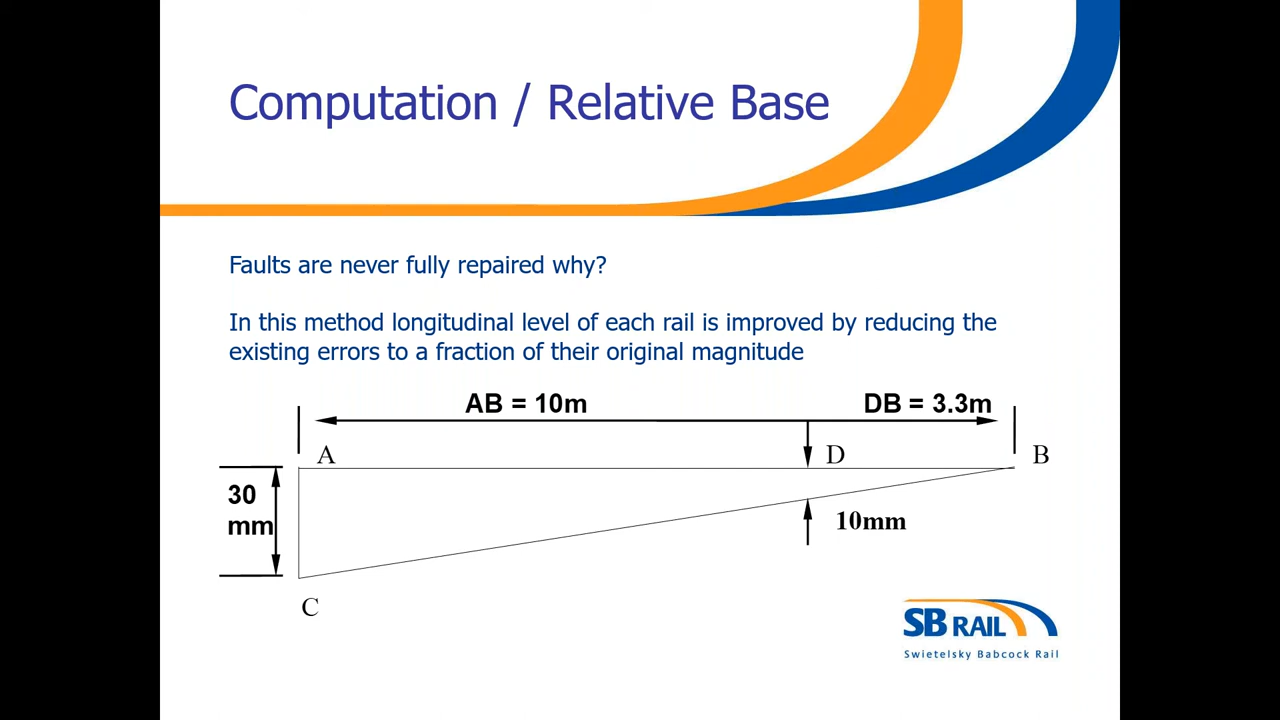 Computation / Relative Base
Faults are never fully repaired why?
In this method longitudinal level of each rail is improved by reducing the
existing errors to a fraction of their original magnitude
AB = 10m
DB = 3.3m
A
D
B
30
mm
10mm
C
SB RAIL
Swietelsky Babcock Rail